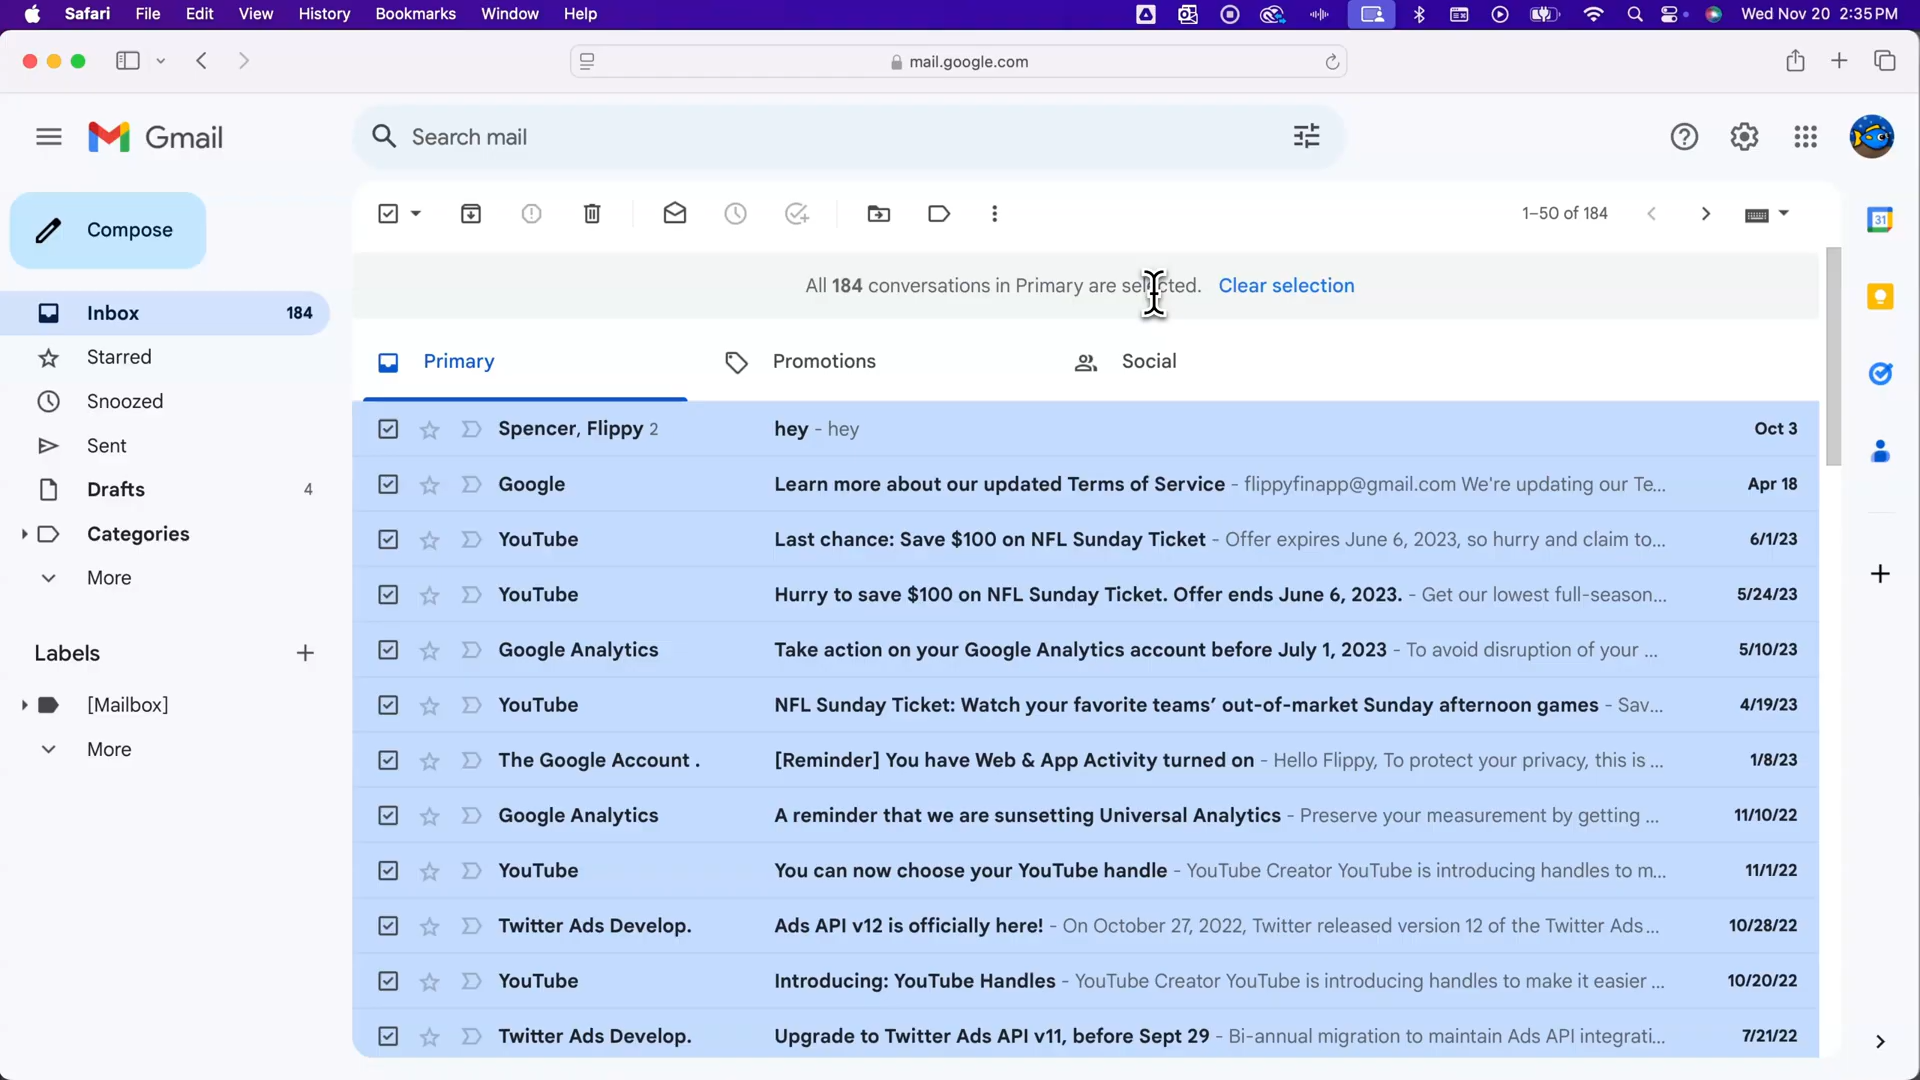 Safari File Edit View History Bookmarks Window Help Wed Nov 20 2:35 PM
mail.google.com
Gmail
Search mail
Compose
1–50 of 184
All 184 conversations in Primary are selected. Clear selection
31
Inbox 184
Starred
Snoozed
Sent
Drafts 4
Categories
More
Labels
[Mailbox]
More
Primary Promotions Social
Spencer, Flippy 2 hey - hey Oct 3
Google Learn more about our updated Terms of Service - flippyfinapp@gmail.com We're updating our Te... Apr 18
YouTube Last chance: Save $100 on NFL Sunday Ticket - Offer expires June 6, 2023, so hurry and claim to... 6/1/23
YouTube Hurry to save $100 on NFL Sunday Ticket. Offer ends June 6, 2023. - Get our lowest full-season... 5/24/23
Google Analytics Take action on your Google Analytics account before July 1, 2023 - To avoid disruption of your ... 5/10/23
YouTube NFL Sunday Ticket: Watch your favorite teams’ out-of-market Sunday afternoon games - Sav... 4/19/23
The Google Account . [Reminder] You have Web & App Activity turned on - Hello Flippy, To protect your privacy, this is ... 1/8/23
Google Analytics A reminder that we are sunsetting Universal Analytics - Preserve your measurement by getting ... 11/10/22
YouTube You can now choose your YouTube handle - YouTube Creator YouTube is introducing handles to m... 11/1/22
Twitter Ads Develop. Ads API v12 is officially here! - On October 27, 2022, Twitter released version 12 of the Twitter Ads ... 10/28/22
YouTube Introducing: YouTube Handles - YouTube Creator YouTube is introducing handles to make it easier ... 10/20/22
Twitter Ads Develop. Upgrade to Twitter Ads API v11, before Sept 29 - Bi-annual migration to maintain Ads API integrati... 7/21/22